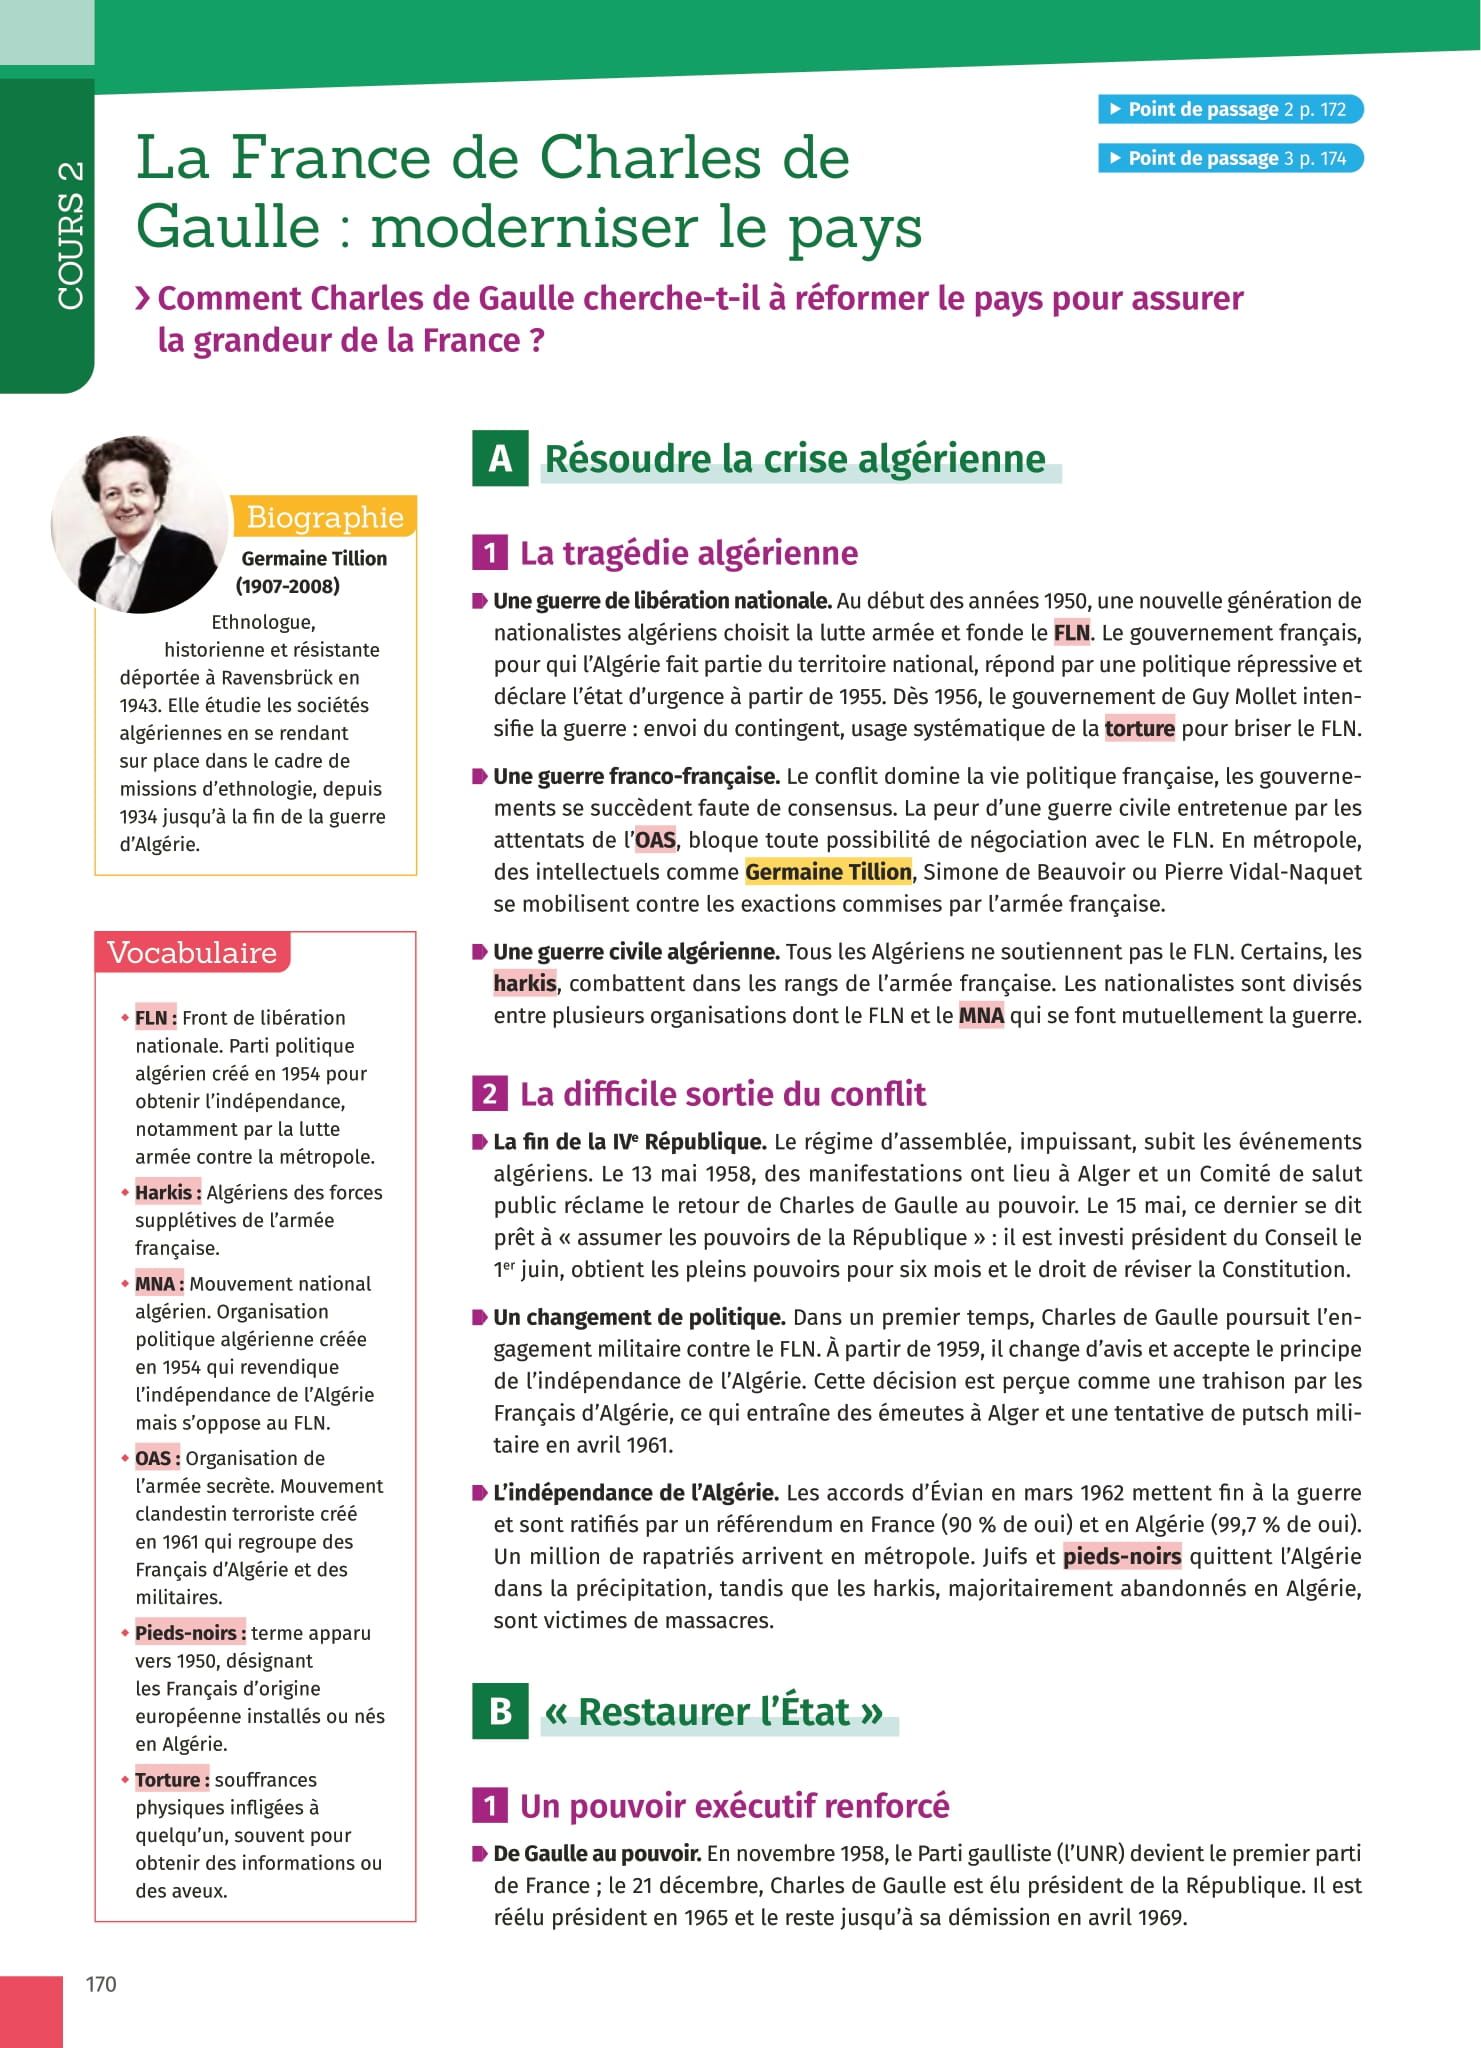 COURS 2
▶ Point de passage 2 p. 172
▶ Point de passage 3 p. 174
La France de Charles de
Gaulle : moderniser le pays
Comment Charles de Gaulle cherche-t-il à réformer le pays pour assurer
la grandeur de la France ?
Biographie
Germaine Tillion
(1907-2008)
Ethnologue,
historienne et résistante
déportée à Ravensbrück en
1943. Elle étudie les sociétés
algériennes en se rendant
sur place dans le cadre de
missions d’ethnologie, depuis
1934 jusqu’à la fin de la guerre
d’Algérie.
Vocabulaire
FLN : Front de libération
nationale. Parti politique
algérien créé en 1954 pour
obtenir l’indépendance,
notamment par la lutte
armée contre la métropole.
Harkis : Algériens des forces
supplétives de l’armée
française.
MNA : Mouvement national
algérien. Organisation
politique algérienne créée
en 1954 qui revendique
l’indépendance de l’Algérie
mais s’oppose au FLN.
OAS : Organisation de
l’armée secrète. Mouvement
clandestin terroriste créé
en 1961 qui regroupe des
Français d’Algérie et des
militaires.
Pieds-noirs : terme apparu
vers 1950, désignant
les Français d’origine
européenne installés ou nés
en Algérie.
Torture : souffrances
physiques infligées à
quelqu’un, souvent pour
obtenir des informations ou
des aveux.
A Résoudre la crise algérienne
1 La tragédie algérienne
Une guerre de libération nationale. Au début des années 1950, une nouvelle génération de
nationalistes algériens choisit la lutte armée et fonde le FLN. Le gouvernement français,
pour qui l’Algérie fait partie du territoire national, répond par une politique répressive et
déclare l’état d’urgence à partir de 1955. Dès 1956, le gouvernement de Guy Mollet inten-
sifie la guerre : envoi du contingent, usage systématique de la torture pour briser le FLN.
Une guerre franco-française. Le conflit domine la vie politique française, les gouverne-
ments se succèdent faute de consensus. La peur d’une guerre civile entretenue par les
attentats de l’OAS, bloque toute possibilité de négociation avec le FLN. En métropole,
des intellectuels comme Germaine Tillion, Simone de Beauvoir ou Pierre Vidal-Naquet
se mobilisent contre les exactions commises par l’armée française.
Une guerre civile algérienne. Tous les Algériens ne soutiennent pas le FLN. Certains, les
harkis, combattent dans les rangs de l’armée française. Les nationalistes sont divisés
entre plusieurs organisations dont le FLN et le MNA qui se font mutuellement la guerre.
2 La difficile sortie du conflit
La fin de la IVe République. Le régime d’assemblée, impuissant, subit les événements
algériens. Le 13 mai 1958, des manifestations ont lieu à Alger et un Comité de salut
public réclame le retour de Charles de Gaulle au pouvoir. Le 15 mai, ce dernier se dit
prêt à « assumer les pouvoirs de la République » : il est investi président du Conseil le
1er juin, obtient les pleins pouvoirs pour six mois et le droit de réviser la Constitution.
Un changement de politique. Dans un premier temps, Charles de Gaulle poursuit l’en-
gagement militaire contre le FLN. À partir de 1959, il change d’avis et accepte le principe
de l’indépendance de l’Algérie. Cette décision est perçue comme une trahison par les
Français d’Algérie, ce qui entraîne des émeutes à Alger et une tentative de putsch mili-
taire en avril 1961.
L’indépendance de l’Algérie. Les accords d’Évian en mars 1962 mettent fin à la guerre
et sont ratifiés par un référendum en France (90 % de oui) et en Algérie (99,7 % de oui).
Un million de rapatriés arrivent en métropole. Juifs et pieds-noirs quittent l’Algérie
dans la précipitation, tandis que les harkis, majoritairement abandonnés en Algérie,
sont victimes de massacres.
B « Restaurer l’État »
1 Un pouvoir exécutif renforcé
De Gaulle au pouvoir. En novembre 1958, le Parti gaulliste (l’UNR) devient le premier parti
de France ; le 21 décembre, Charles de Gaulle est élu président de la République. Il est
réélu président en 1965 et le reste jusqu’à sa démission en avril 1969.
170